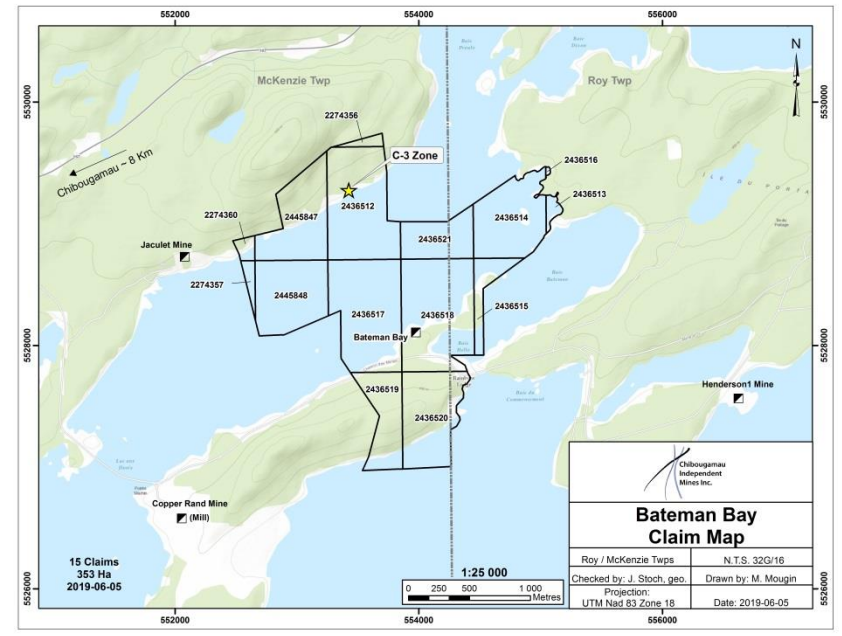 552000
554000
556000
5530000
5530000
McKenzie Twp
Roy Twp
N
2274356
Chibougamau ~ 8 Km
C-3 Zone
2436516
2436513
2445847
2436512
2436514
2274360
2436521
ILE DU PORTAGE
Jaculet Mine
2274357
2445848
2436517
2436518
2436515
Bateman Bay
5528000
5528000
2436519
2436520
Henderson1 Mine
Copper Rand Mine
(Mill)
Chibougamau
Independent
Mines Inc.
Bateman Bay
Claim Map
Roy / McKenzie Twps
N.T.S. 32G/16
Checked by: J. Stoch, geo.
Drawn by: M. Mougin
Projection:
UTM Nad 83 Zone 18
Date: 2019-06-05
15 Claims
353 Ha
2019-06-05
1:25 000
0 250 500 1 000
Metres
5526000
5526000
552000
554000
556000